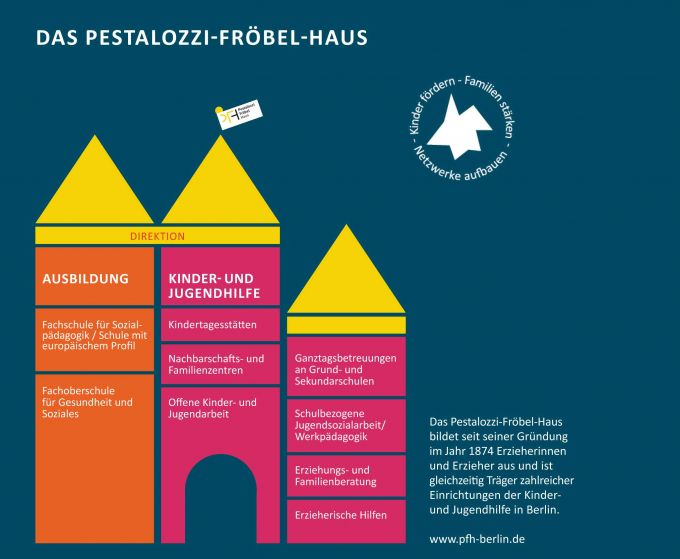 DAS PESTALOZZI-FRÖBEL-HAUS
PFH Pestalozzi
Fröbel
Haus
- Kinder fördern - Familien stärken
- Netzwerke aufbauen -
DIREKTION
AUSBILDUNG
Fachschule für Sozial-
pädagogik / Schule mit
europäischem Profil
Fachoberschule
für Gesundheit und
Soziales
KINDER- UND
JUGENDHILFE
Kindertagesstätten
Nachbarschafts- und
Familienzentren
Offene Kinder- und
Jugendarbeit
Ganztagsbetreuungen
an Grund- und
Sekundarschulen
Schulbezogene
Jugendsozialarbeit/
Werkpädagogik
Erziehungs- und
Familienberatung
Erzieherische Hilfen
Das Pestalozzi-Fröbel-Haus
bildet seit seiner Gründung
im Jahr 1874 Erzieherinnen
und Erzieher aus und ist
gleichzeitig Träger zahlreicher
Einrichtungen der Kinder-
und Jugendhilfe in Berlin.
www.pfh-berlin.de